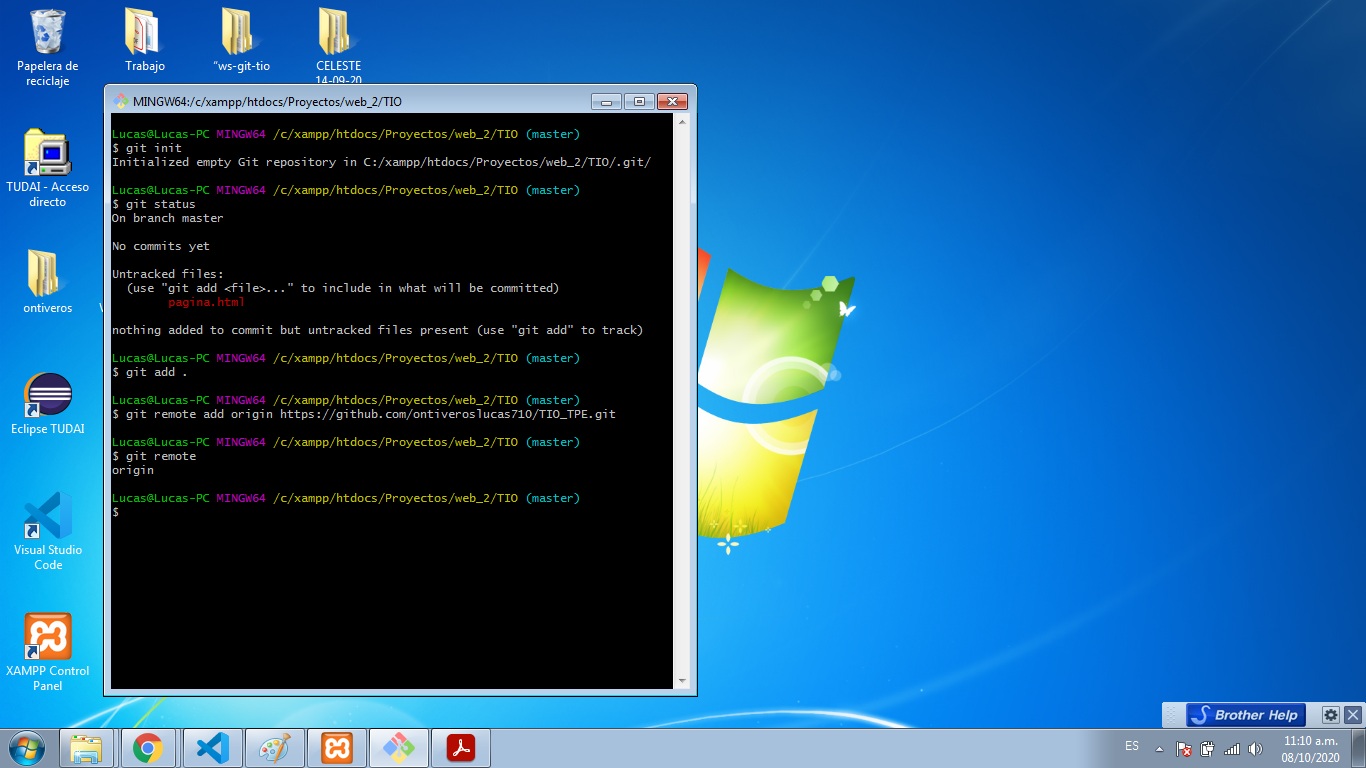 Papelera de
reciclaje
Trabajo
"ws-git-tio
CELESTE
14-09-20
TUDAI - Acceso
directo
ontiveros
Eclipse TUDAI
Visual Studio
Code
XAMPP Control
Panel
MINGW64:/c/xampp/htdocs/Proyectos/web_2/TIO
Lucas@Lucas-PC MINGW64 /c/xampp/htdocs/Proyectos/web_2/TIO (master)
$ git init
Initialized empty Git repository in C:/xampp/htdocs/Proyectos/web_2/TIO/.git/
Lucas@Lucas-PC MINGW64 /c/xampp/htdocs/Proyectos/web_2/TIO (master)
$ git status
On branch master
No commits yet
Untracked files:
(use "git add <file>..." to include in what will be committed)
pagina.html
nothing added to commit but untracked files present (use "git add" to track)
Lucas@Lucas-PC MINGW64 /c/xampp/htdocs/Proyectos/web_2/TIO (master)
$ git add .
Lucas@Lucas-PC MINGW64 /c/xampp/htdocs/Proyectos/web_2/TIO (master)
$ git remote add origin https://github.com/ontiveroslucas710/TIO_TPE.git
Lucas@Lucas-PC MINGW64 /c/xampp/htdocs/Proyectos/web_2/TIO (master)
$ git remote
origin
Lucas@Lucas-PC MINGW64 /c/xampp/htdocs/Proyectos/web_2/TIO (master)
$
Brother Help
ES
11:10 a.m.
08/10/2020